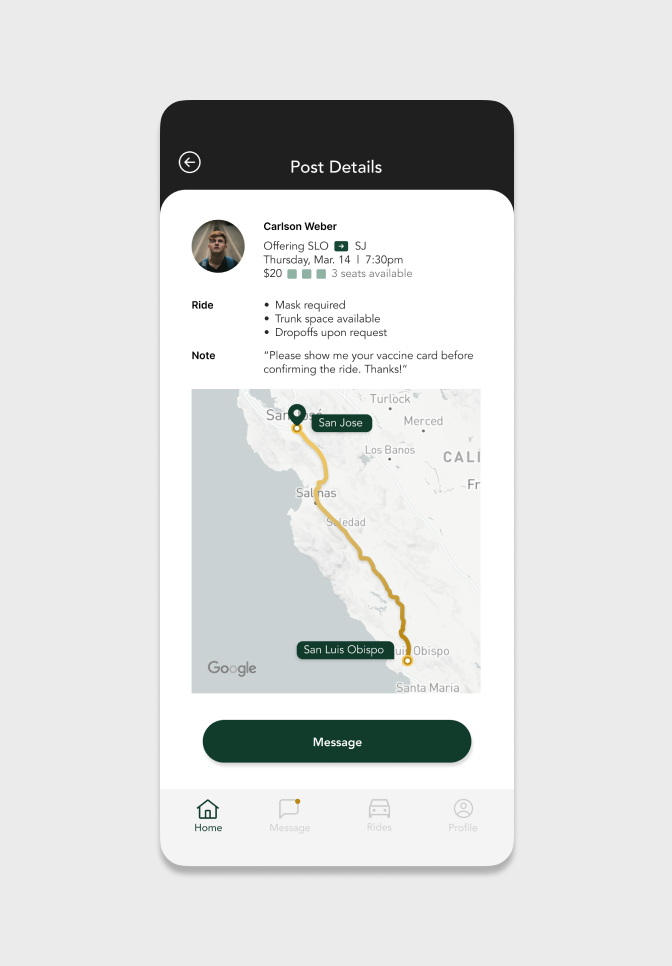 Post Details
Carlson Weber
Offering SLO → SJ
Thursday, Mar. 14 | 7:30pm
$20 3 seats available
Ride
• Mask required
• Trunk space available
• Dropoffs upon request
Note
“Please show me your vaccine card before
confirming the ride. Thanks!”
Turlock
San José
San Jose
Merced
Los Banos
CALI
Fr
Salinas
Soledad
San Luis Obispo
Luis Obispo
Google
Santa Maria
Message
Home
Message
Rides
Profile